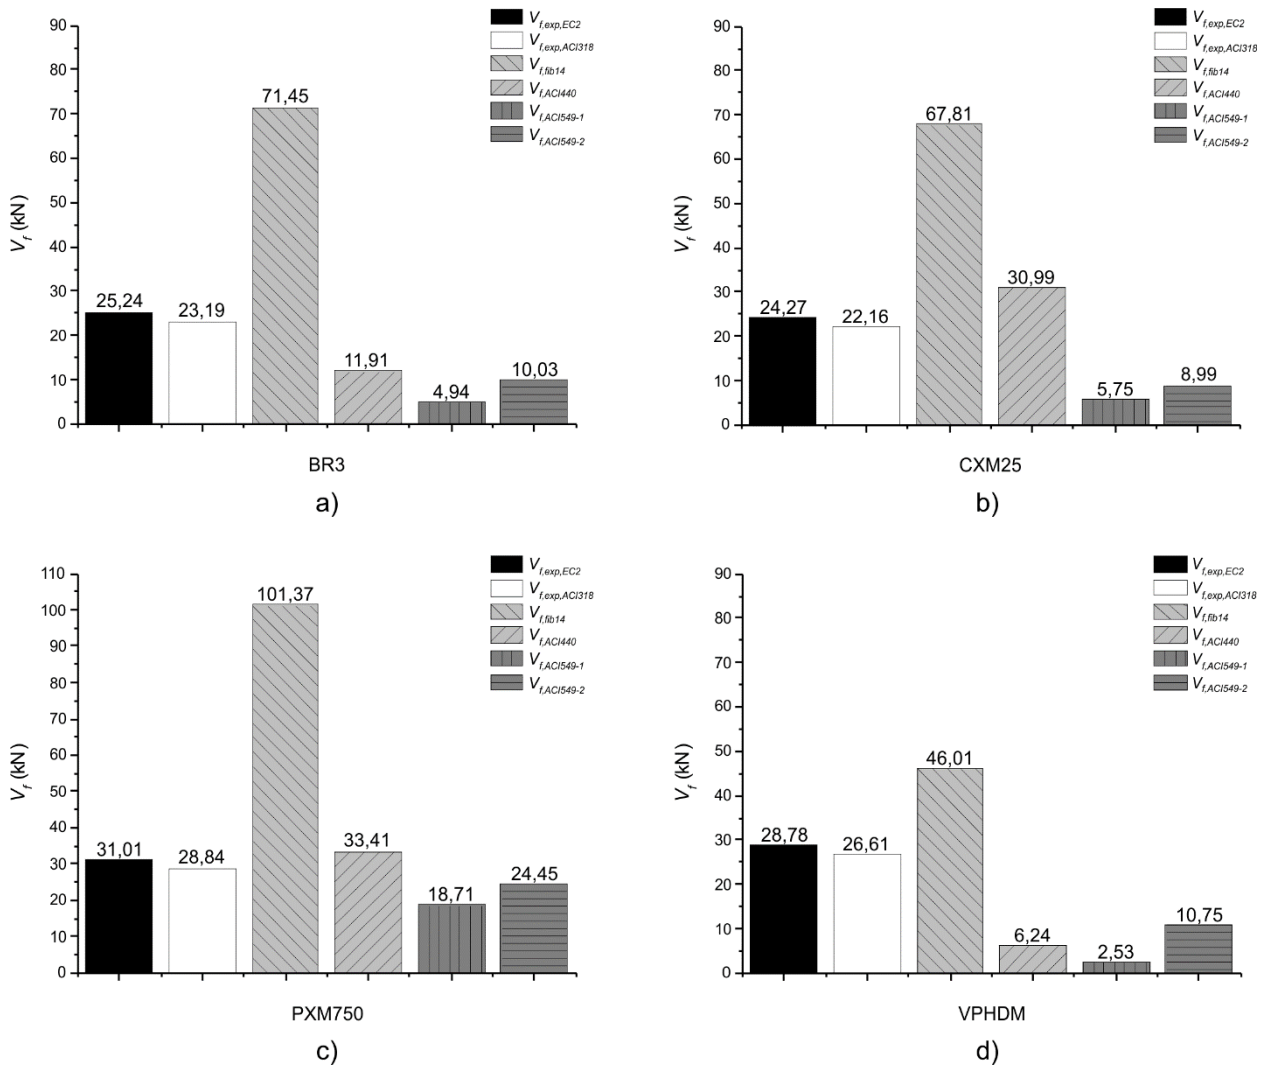 90
80
70
60
50
40
30
20
10
0
V_f (kN)
25,24
23,19
71,45
11,91
4,94
10,03
V_f,exp,EC2
V_f,exp,ACI318
V_f,fib14
V_f,ACI440
V_f,ACI549-1
V_f,ACI549-2
BR3
a)
90
80
70
60
50
40
30
20
10
0
V_f (kN)
24,27
22,16
67,81
30,99
5,75
8,99
V_f,exp,EC2
V_f,exp,ACI318
V_f,fib14
V_f,ACI440
V_f,ACI549-1
V_f,ACI549-2
CXM25
b)
110
100
90
80
70
60
50
40
30
20
10
0
V_f (kN)
31,01
28,84
101,37
33,41
18,71
24,45
V_f,exp,EC2
V_f,exp,ACI318
V_f,fib14
V_f,ACI440
V_f,ACI549-1
V_f,ACI549-2
PXM750
c)
90
80
70
60
50
40
30
20
10
0
V_f (kN)
28,78
26,61
46,01
6,24
2,53
10,75
V_f,exp,EC2
V_f,exp,ACI318
V_f,fib14
V_f,ACI440
V_f,ACI549-1
V_f,ACI549-2
VPHDM
d)